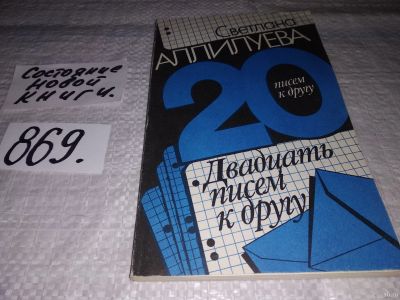 Состояние
новой
книги.
869.
Светлана
АЛЛИЛУЕВА
20
писем
к другу
Двадцать
писем
к другу